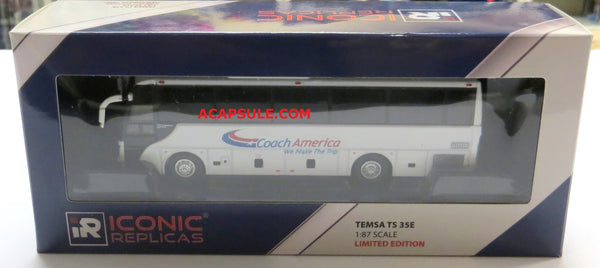 ICONIC
REPLICAS
ACAPSULE.COM
Coach America
We Make The Trip
iR ICONIC®
REPLICAS
TEMSA TS 35E
1:87 SCALE
LIMITED EDITION